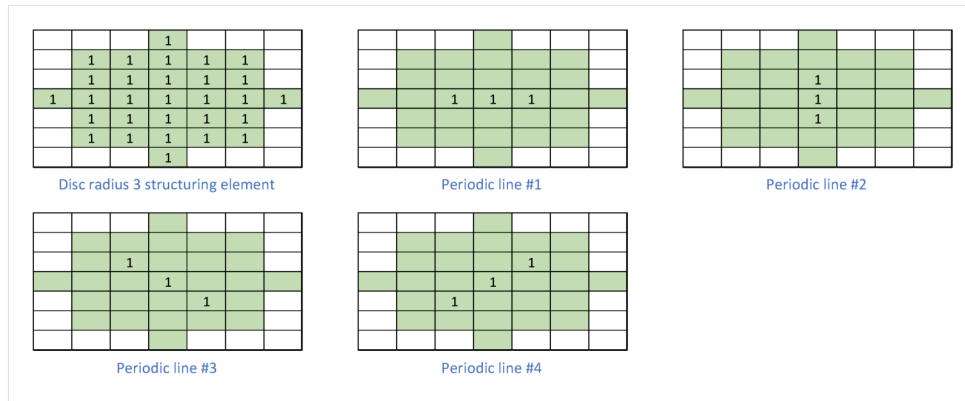 1
1 1 1 1 1
1 1 1 1 1
1 1 1 1 1 1 1
1 1 1 1 1
1 1 1 1 1
1
Disc radius 3 structuring element
1 1 1
Periodic line #1
1
1
1
Periodic line #2
1
1
1
Periodic line #3
1
1
1
Periodic line #4